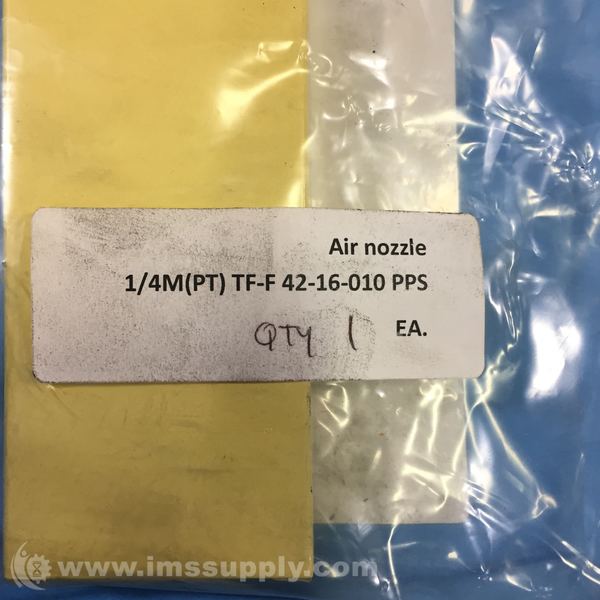 Air nozzle
1/4M(PT) TF-F 42-16-010 PPS
QTY 1 EA.
www.imssupply.com